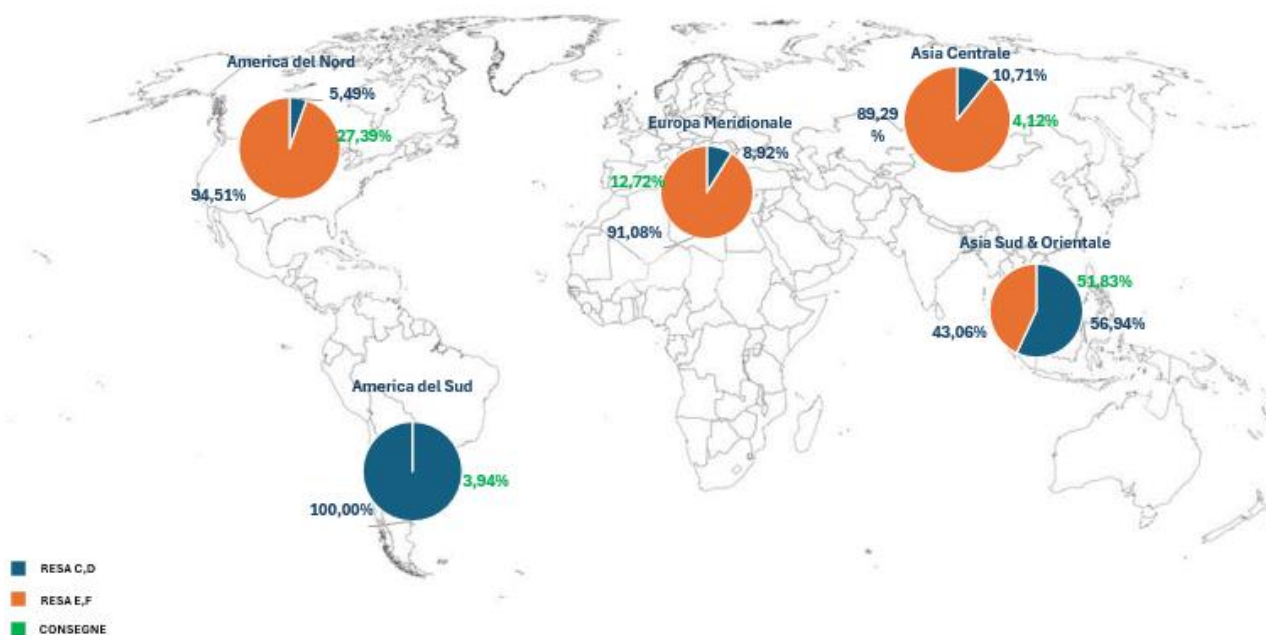 America del Nord
5,49%
27,39%
94,51%
Europa Meridionale
8,92%
12,72%
91,08%
Asia Centrale
10,71%
89,29
%
4,12%
Asia Sud & Orientale
51,83%
43,06%
56,94%
America del Sud
3,94%
100,00%
RESA C,D
RESA E,F
CONSEGNE